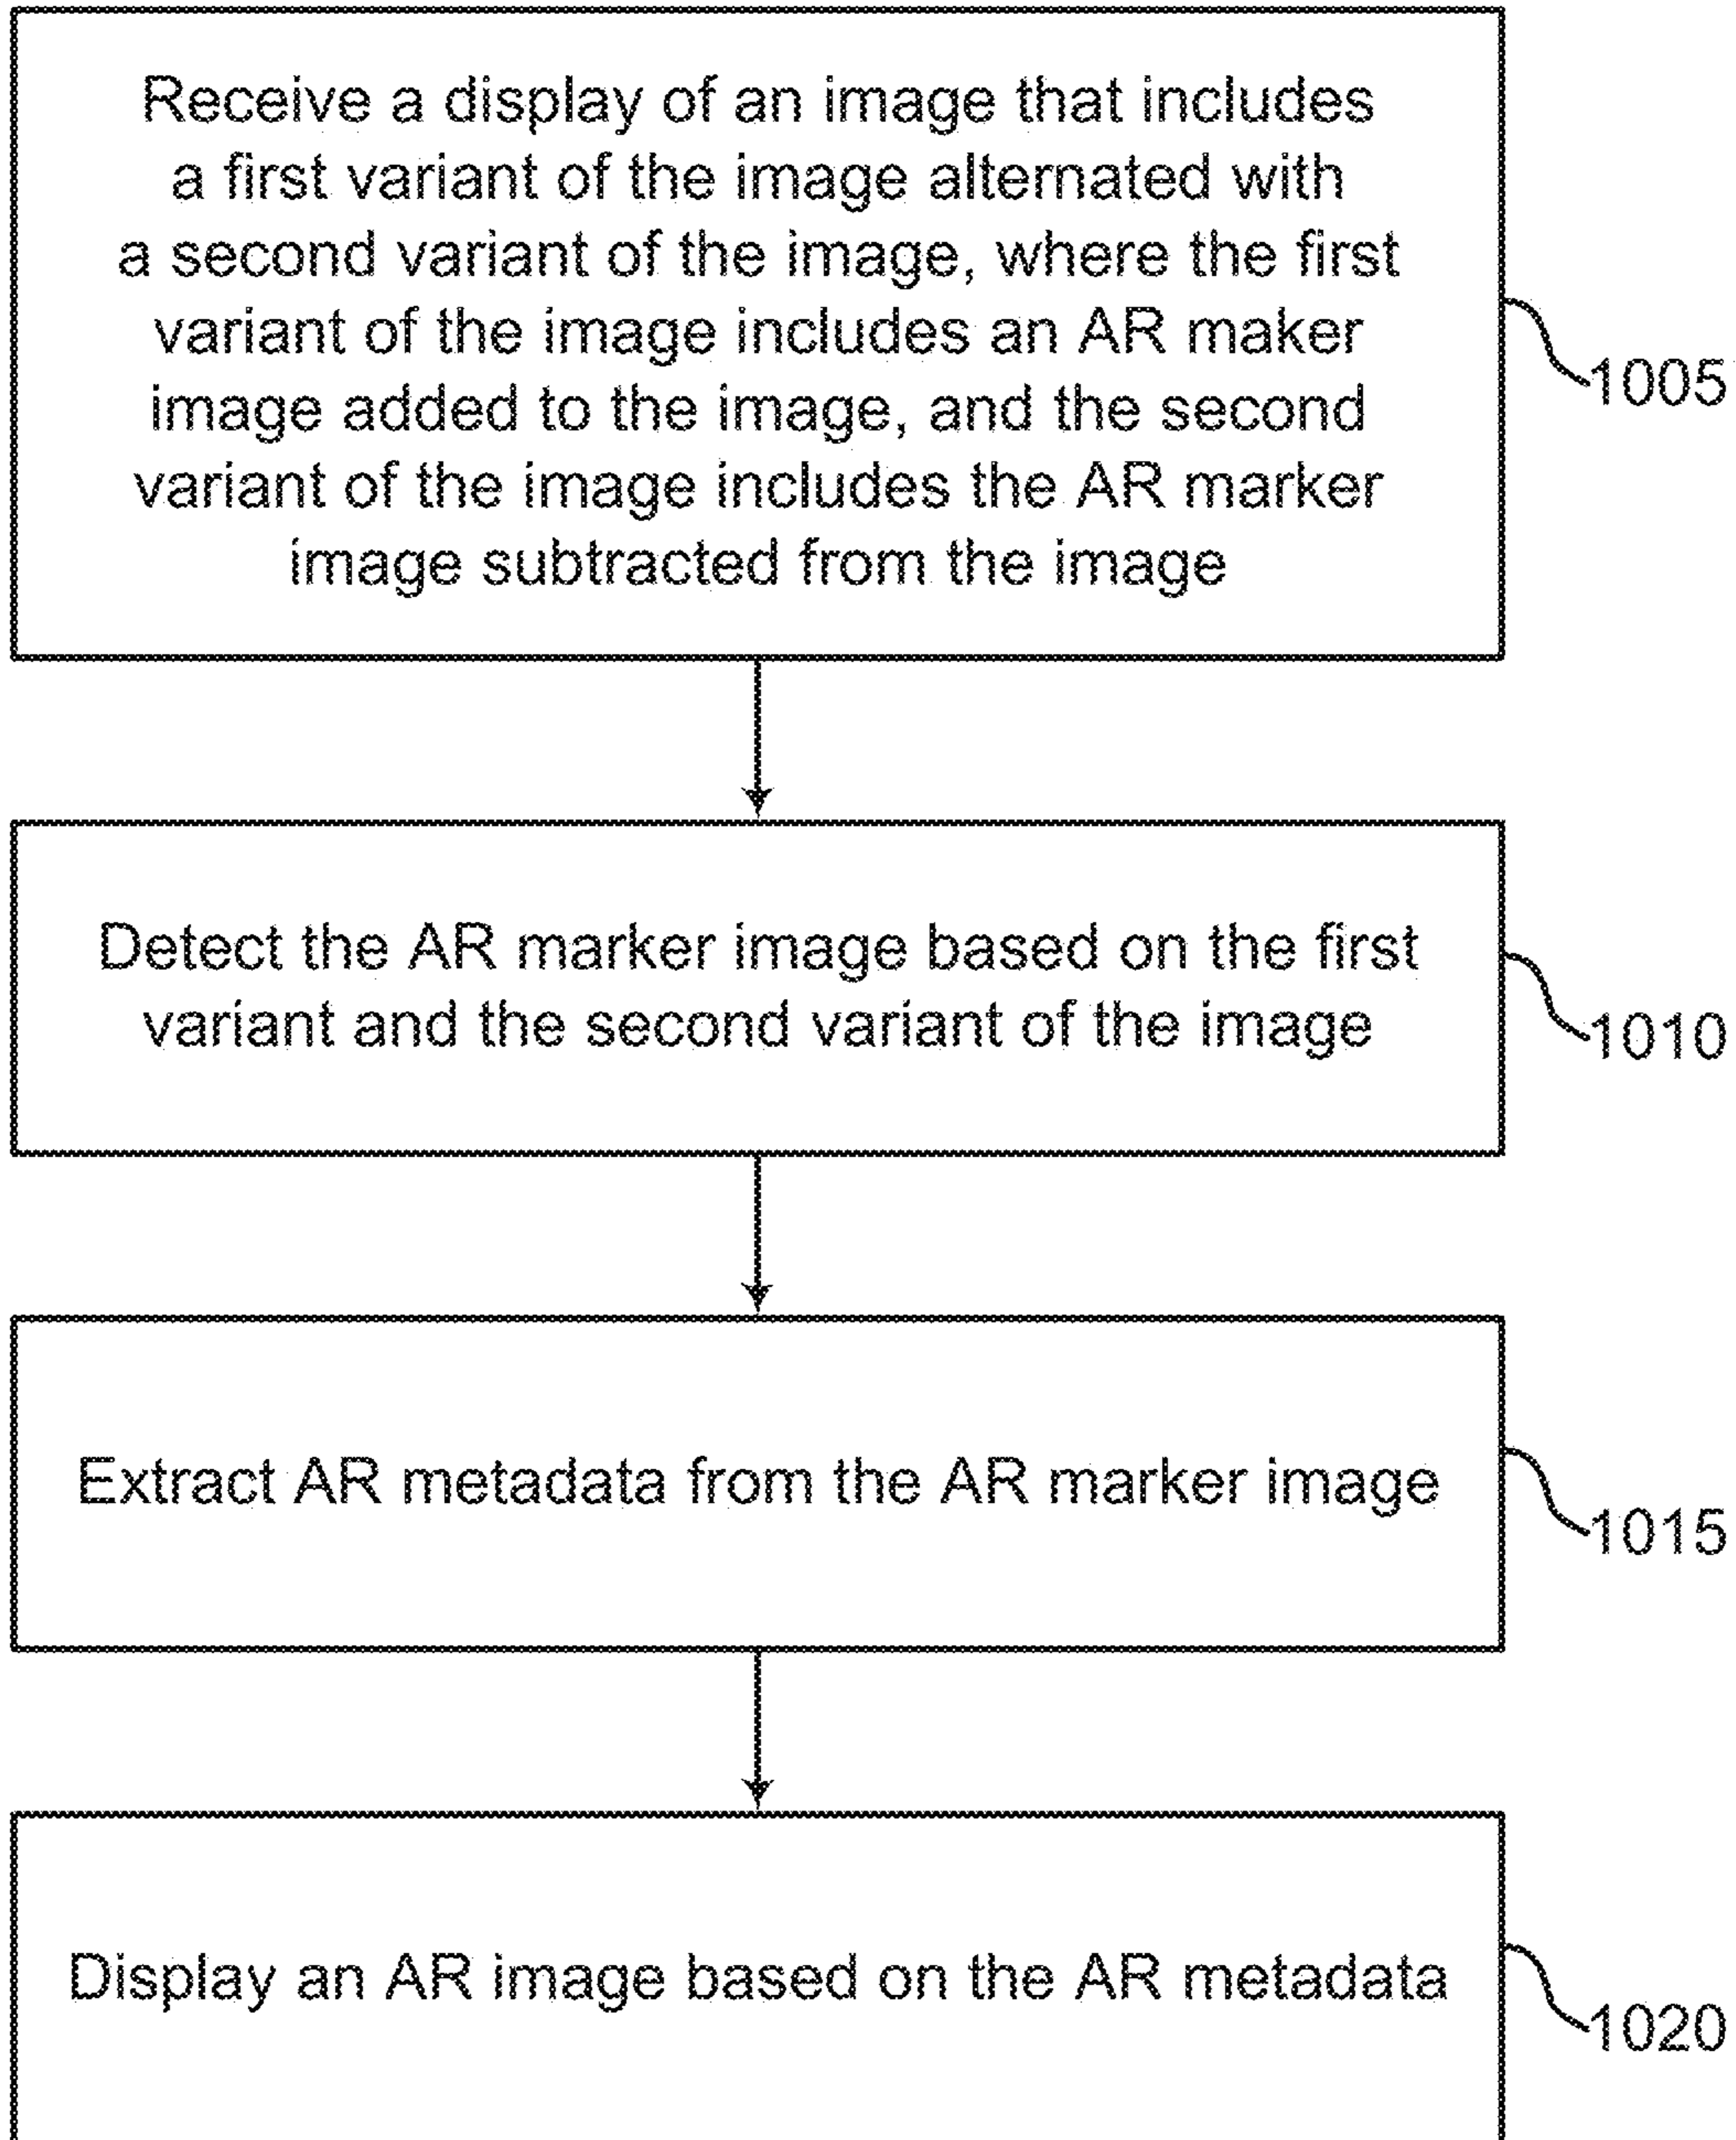 Receive a display of an image that includes
a first variant of the image alternated with
a second variant of the image, where the first
variant of the image includes an AR maker
image added to the image, and the second
variant of the image includes the AR marker
image subtracted from the image
1005
Detect the AR marker image based on the first
variant and the second variant of the image
1010
Extract AR metadata from the AR marker image
1015
Display an AR image based on the AR metadata
1020